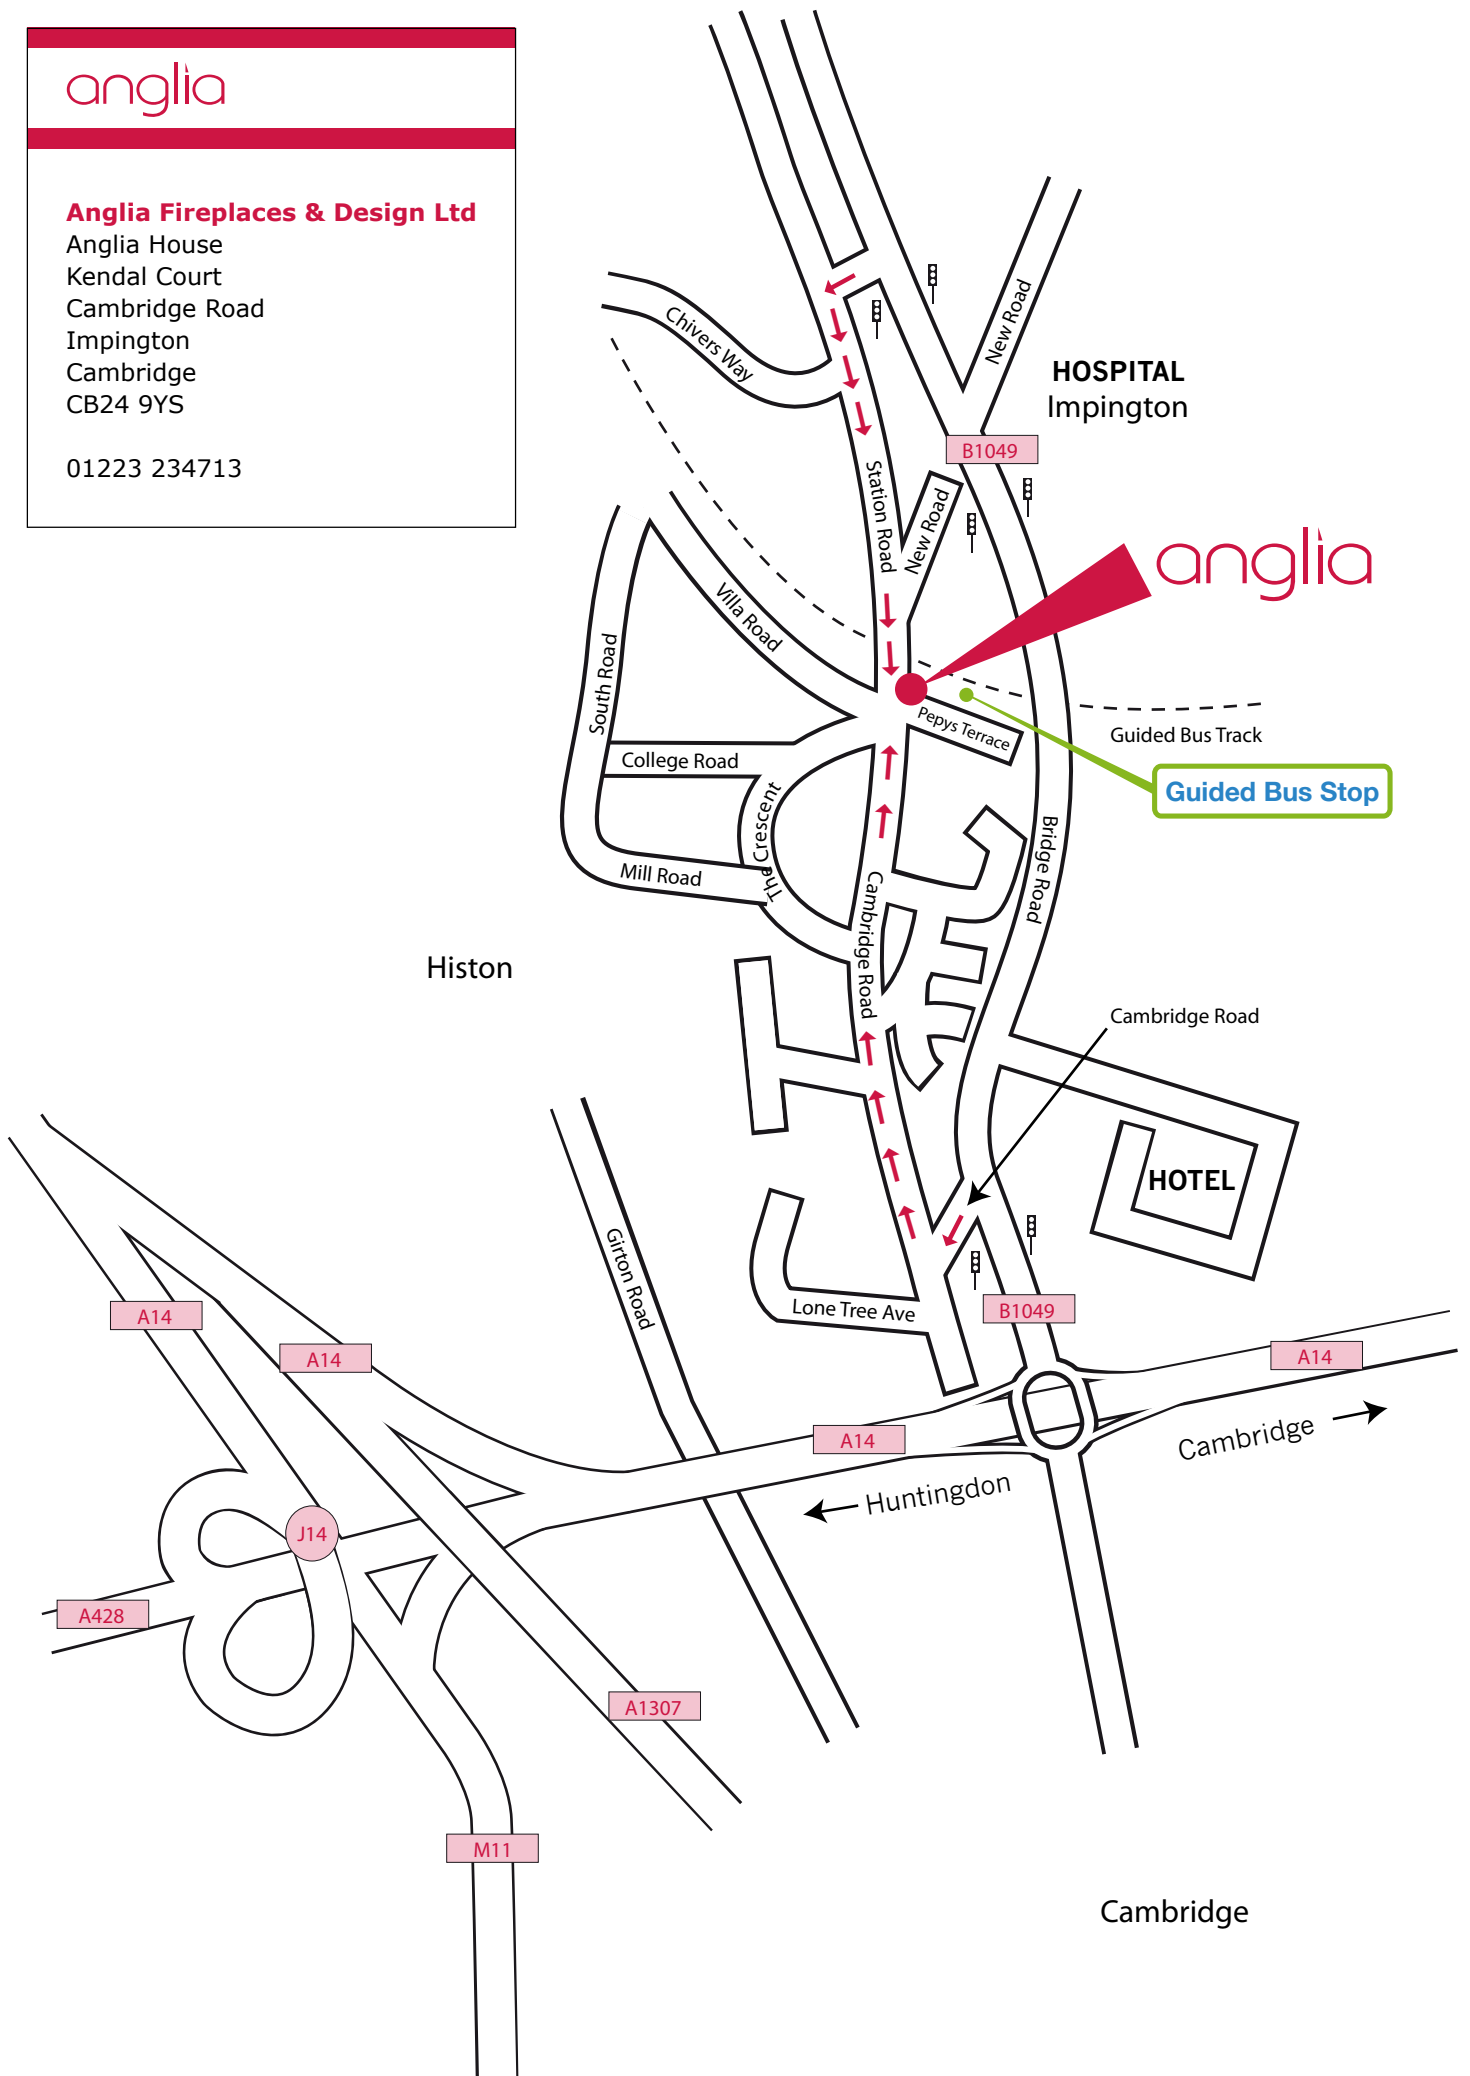 anglia
Anglia Fireplaces & Design Ltd
Anglia House
Kendal Court
Cambridge Road
Impington
Cambridge
CB24 9YS
01223 234713
Chivers Way
New Road
HOSPITAL
Impington
B1049
Station Road
New Road
anglia
Villa Road
South Road
Pepys Terrace
Guided Bus Track
College Road
Guided Bus Stop
The Crescent
Bridge Road
Mill Road
Cambridge Road
Histon
Cambridge Road
HOTEL
Girton Road
Lone Tree Ave
B1049
A14
A14
A14
A14
Cambridge
Huntingdon
J14
A428
A1307
M11
Cambridge